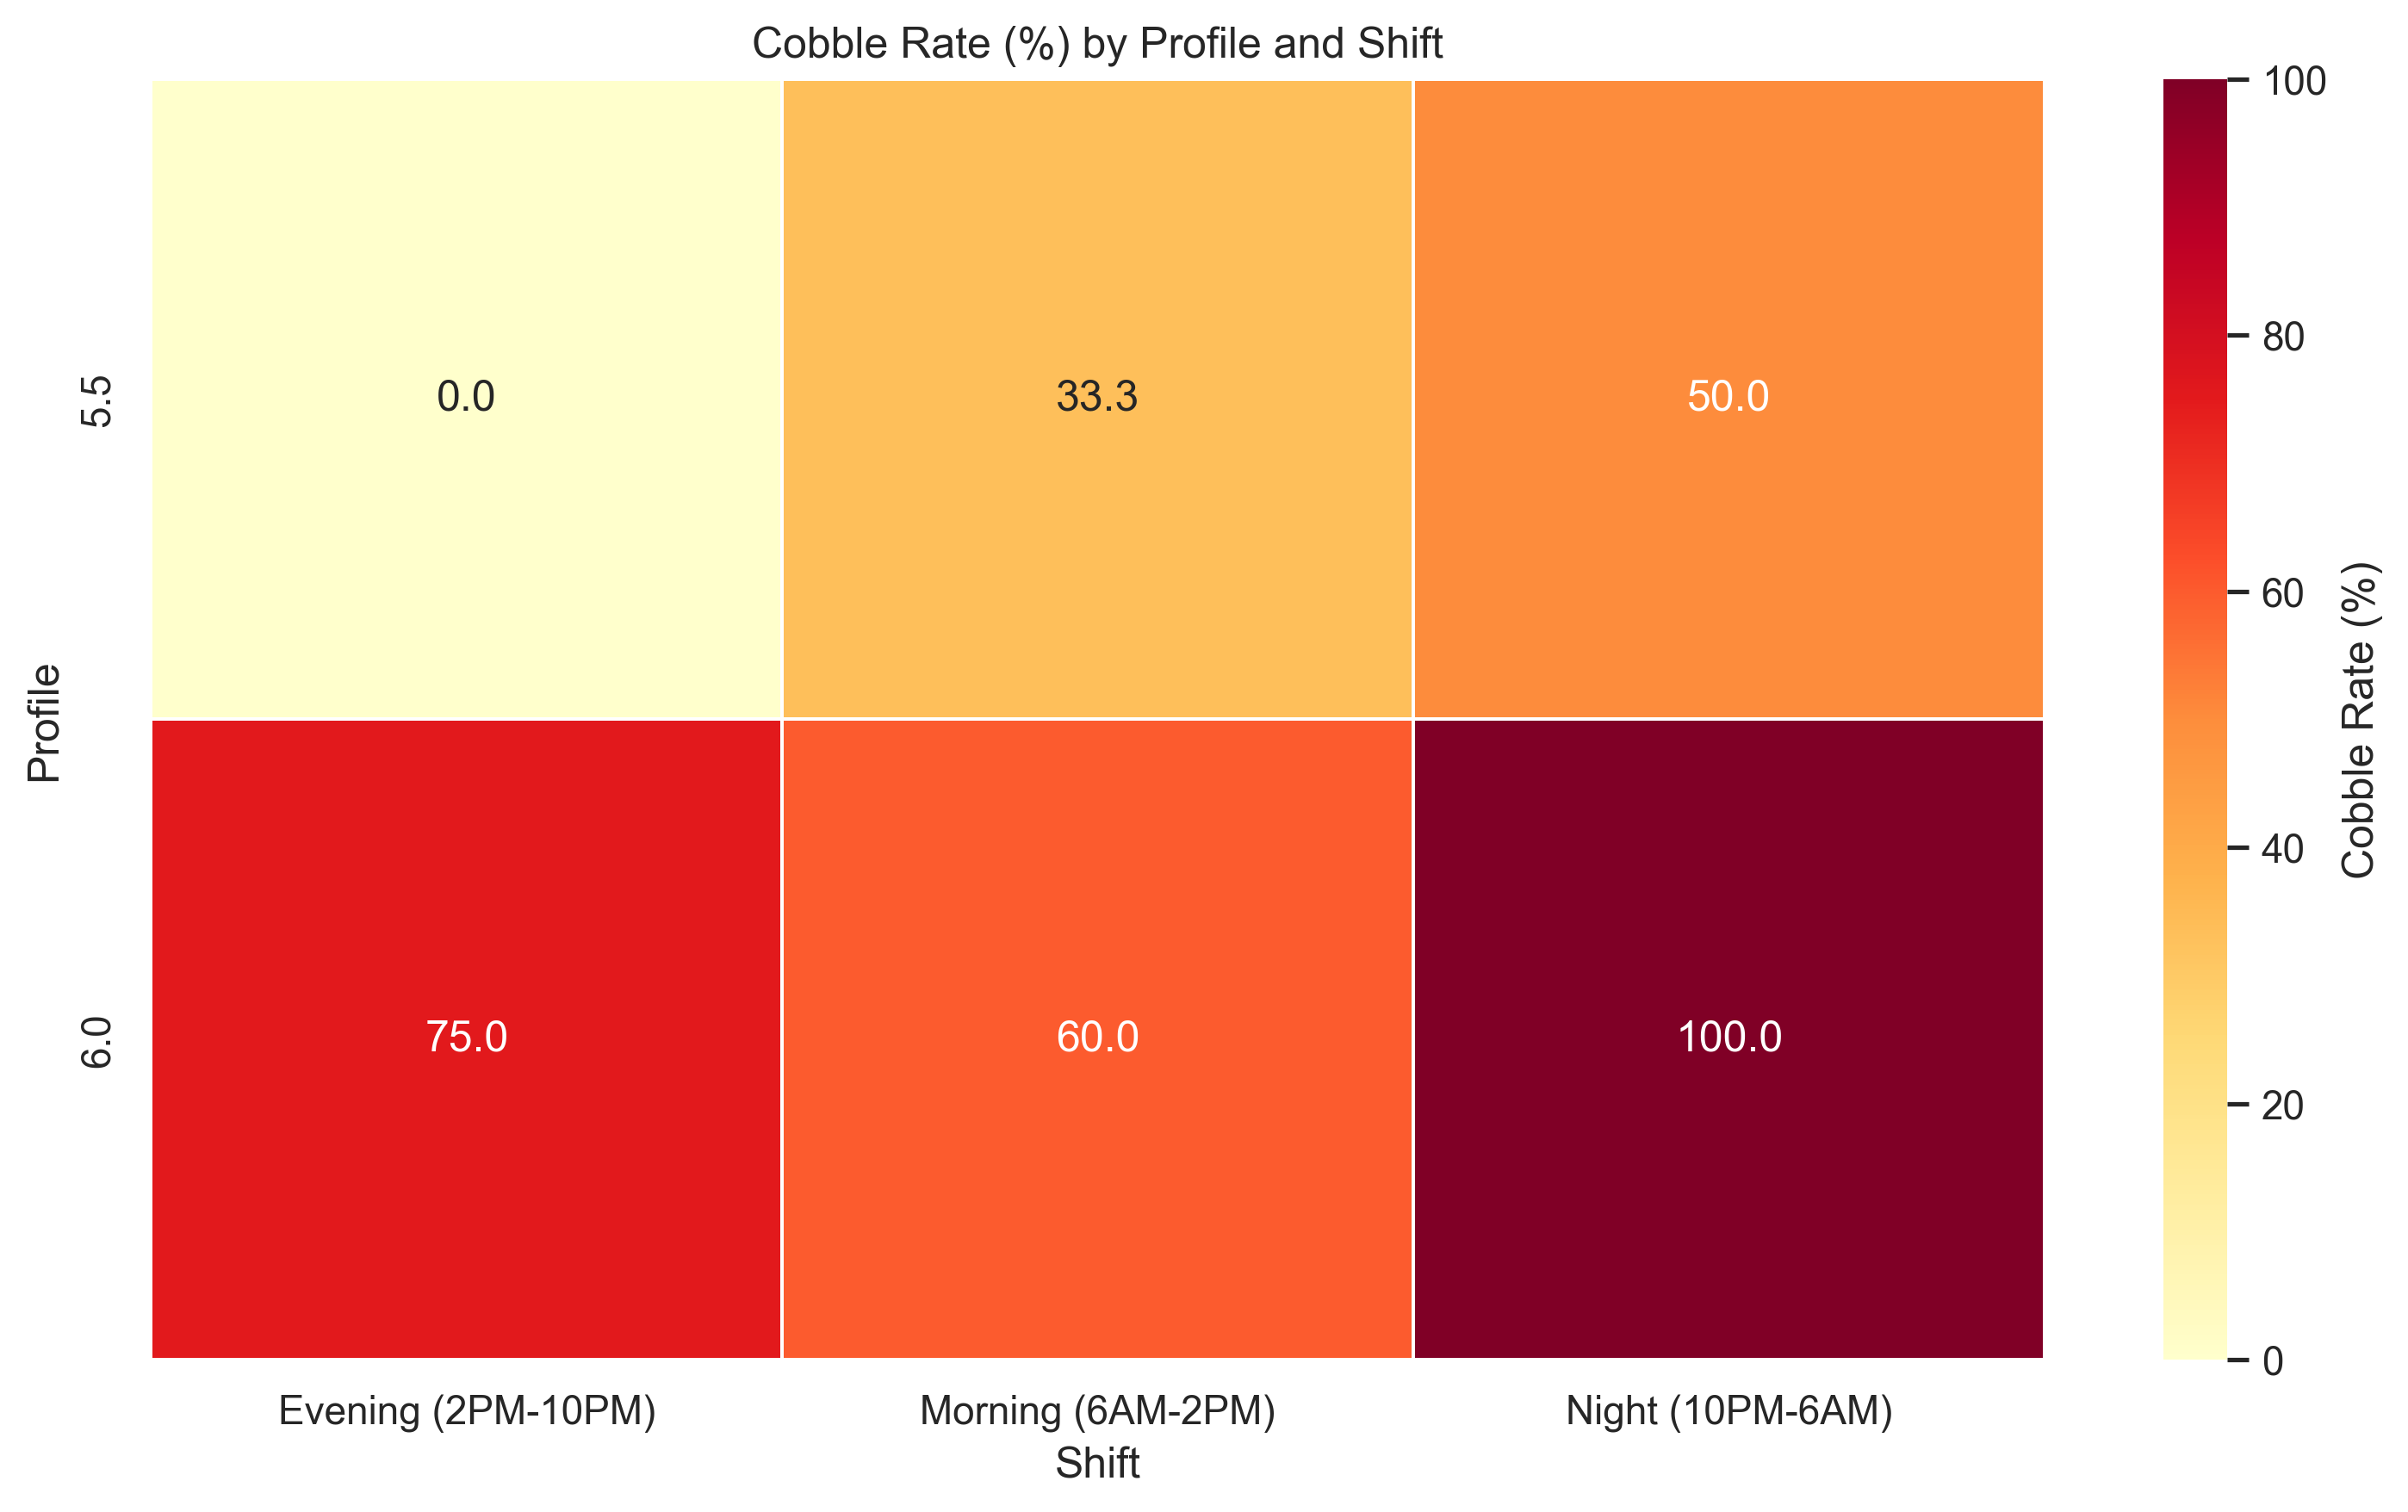 Cobble Rate (%) by Profile and Shift
Profile
5.5
0.0
33.3
50.0
6.0
75.0
60.0
100.0
Evening (2PM-10PM)
Morning (6AM-2PM)
Night (10PM-6AM)
Shift
100
80
60
40
20
0
Cobble Rate (%)